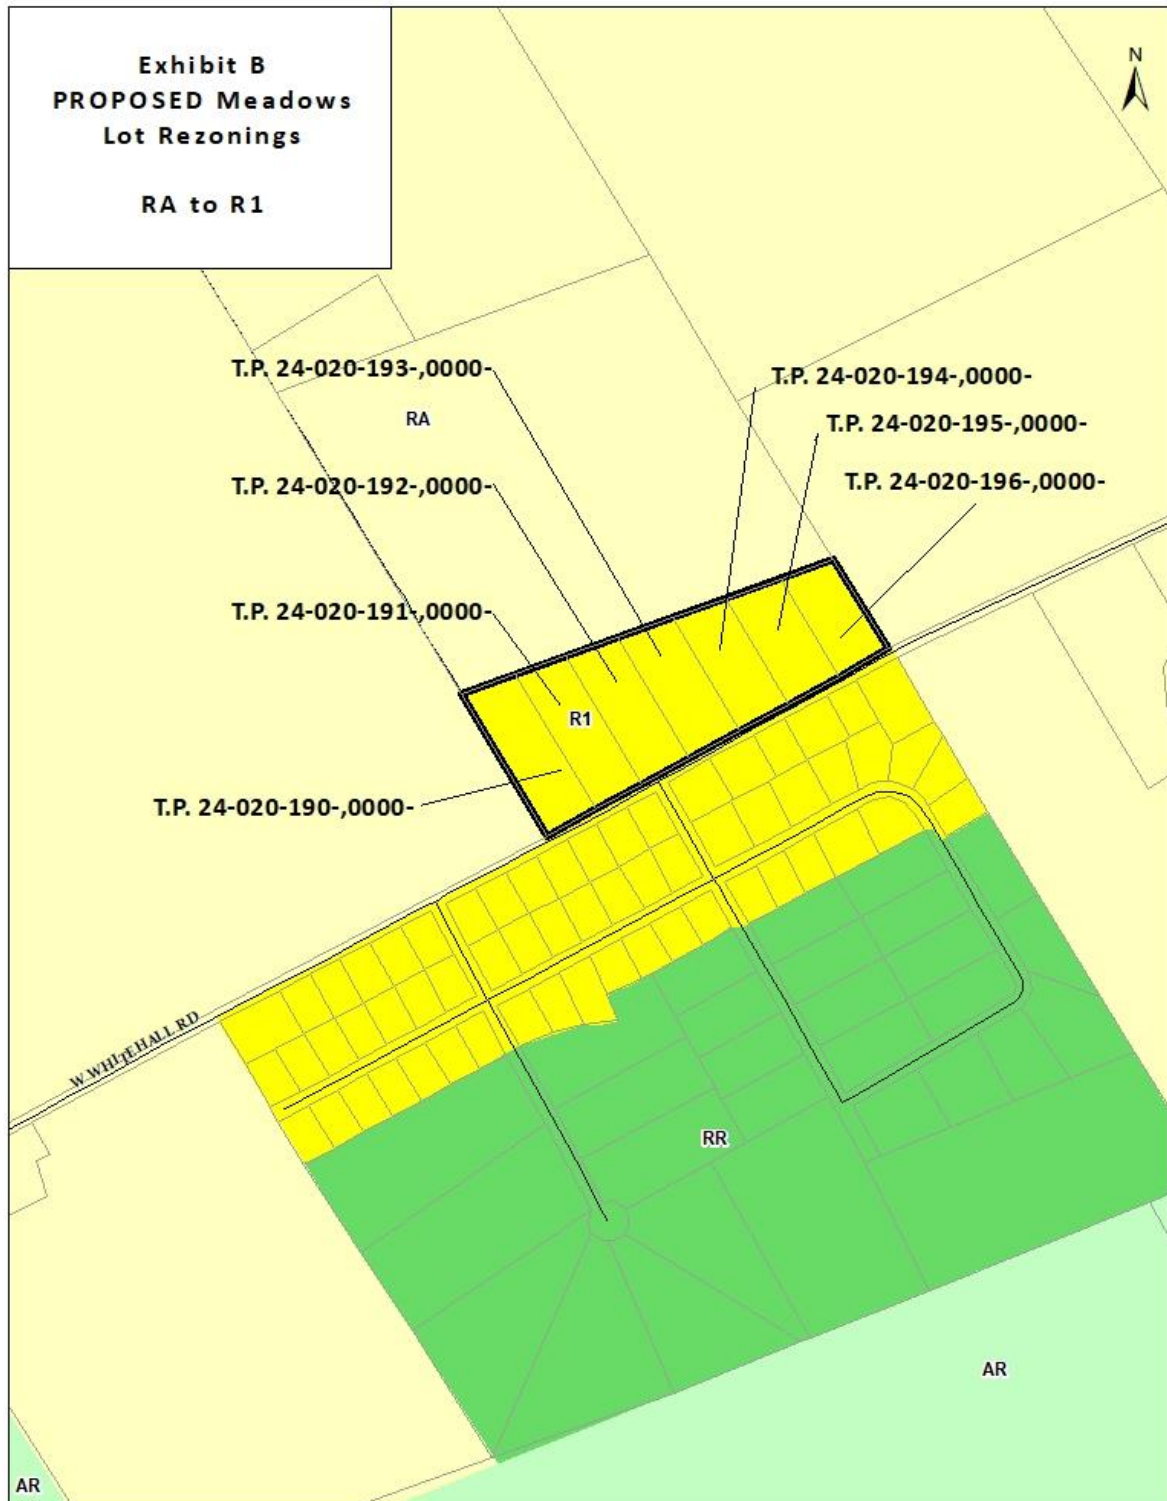 Exhibit B
PROPOSED Meadows
Lot Rezonings
RA to R1
N
T.P. 24-020-193-,0000-
T.P. 24-020-194-,0000-
RA
T.P. 24-020-195-,0000-
T.P. 24-020-192-,0000-
T.P. 24-020-196-,0000-
T.P. 24-020-191-,0000-
R1
T.P. 24-020-190-,0000-
W WHITEHALL RD
RR
AR
AR